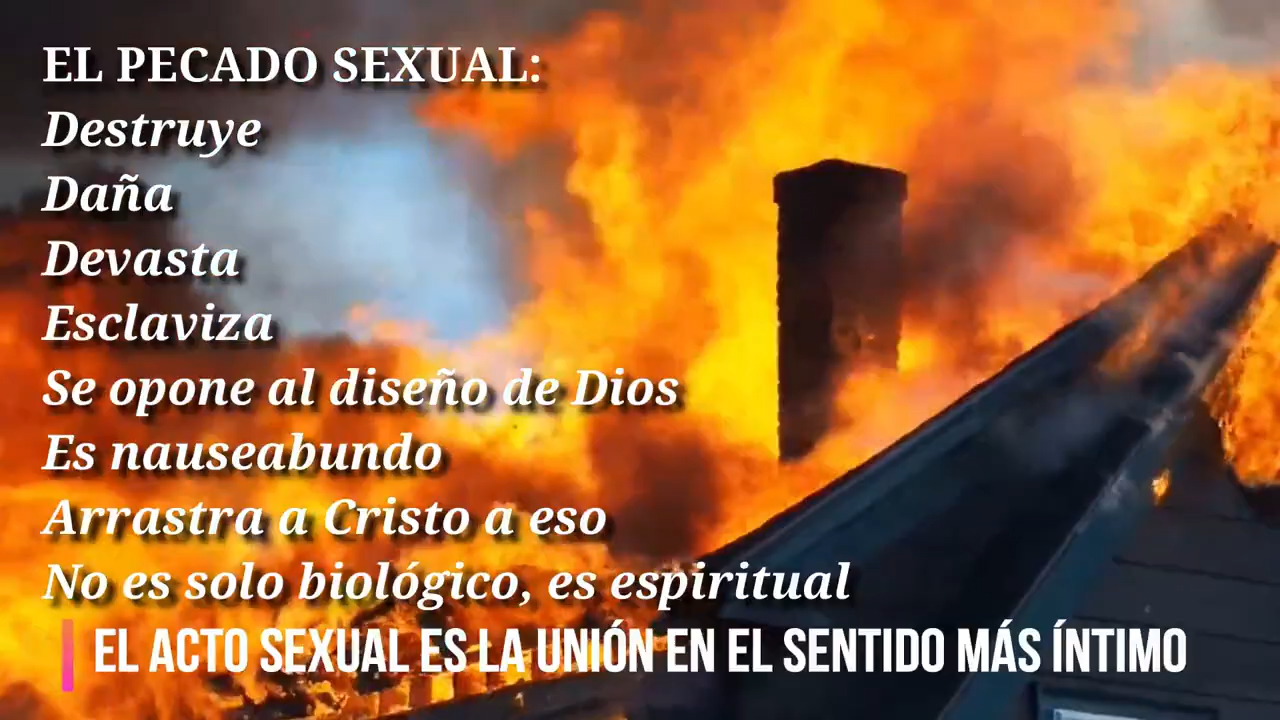 EL PECADO SEXUAL:
Destruye
Daña
Devasta
Esclaviza
Se opone al diseño de Dios
Es nauseabundo
Arrastra a Cristo a eso
No es solo biológico, es espiritual
EL ACTO SEXUAL ES LA UNIÓN EN EL SENTIDO MÁS ÍNTIMO